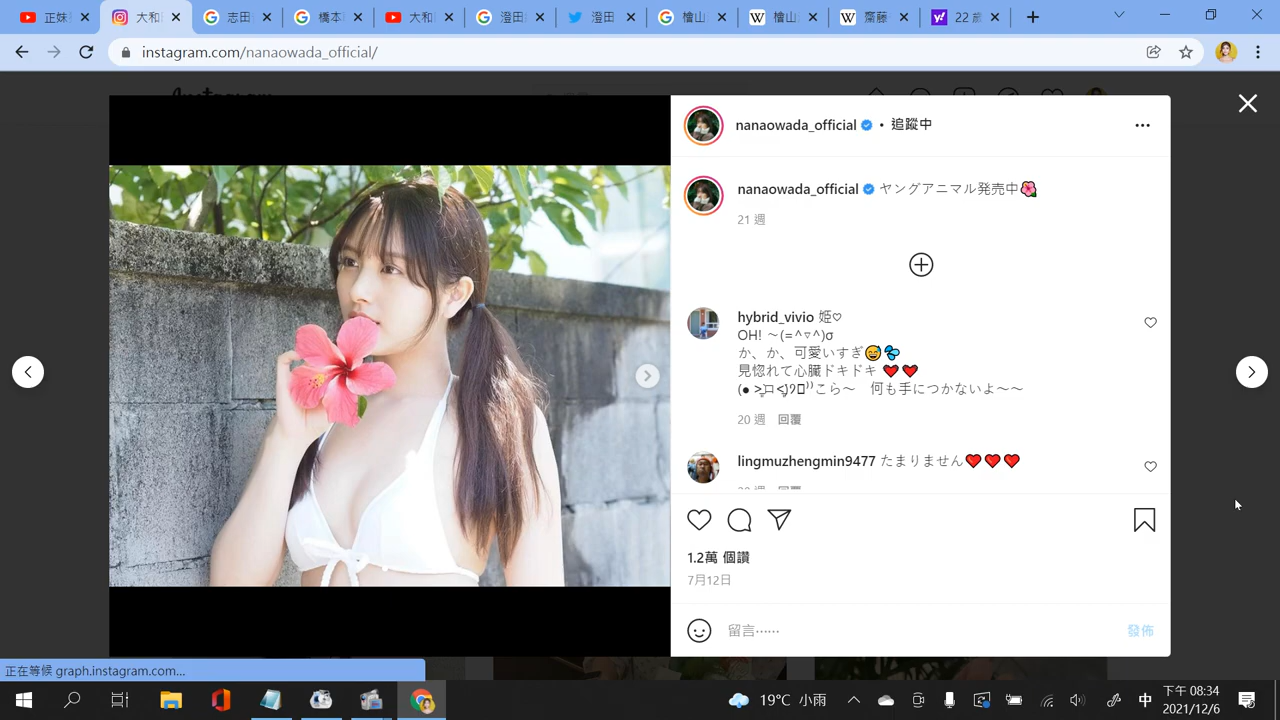 正妹
大和
志田
橋本
大和
澄田
澄田
檜山
檜山
齋藤
22 歲
instagram.com/nanaowada_official/
nanaowada_official • 追蹤中
nanaowada_official ヤングアニマル発売中🌺
21 週
hybrid_vivio 姫♡
OH! ～(=^▽^)σ
か、か、可愛いすぎ😅💦
見惚れて心臓ドキドキ ❤️❤️
こら～　何も手につかないよ～～
20 週 回覆
lingmuzhengmin9477 たまりません❤️❤️❤️
1.2萬 個讚
7月12日
留言······
發佈
正在等候 graph.instagram.com...
19°C 小雨
中
下午 08:34
2021/12/6